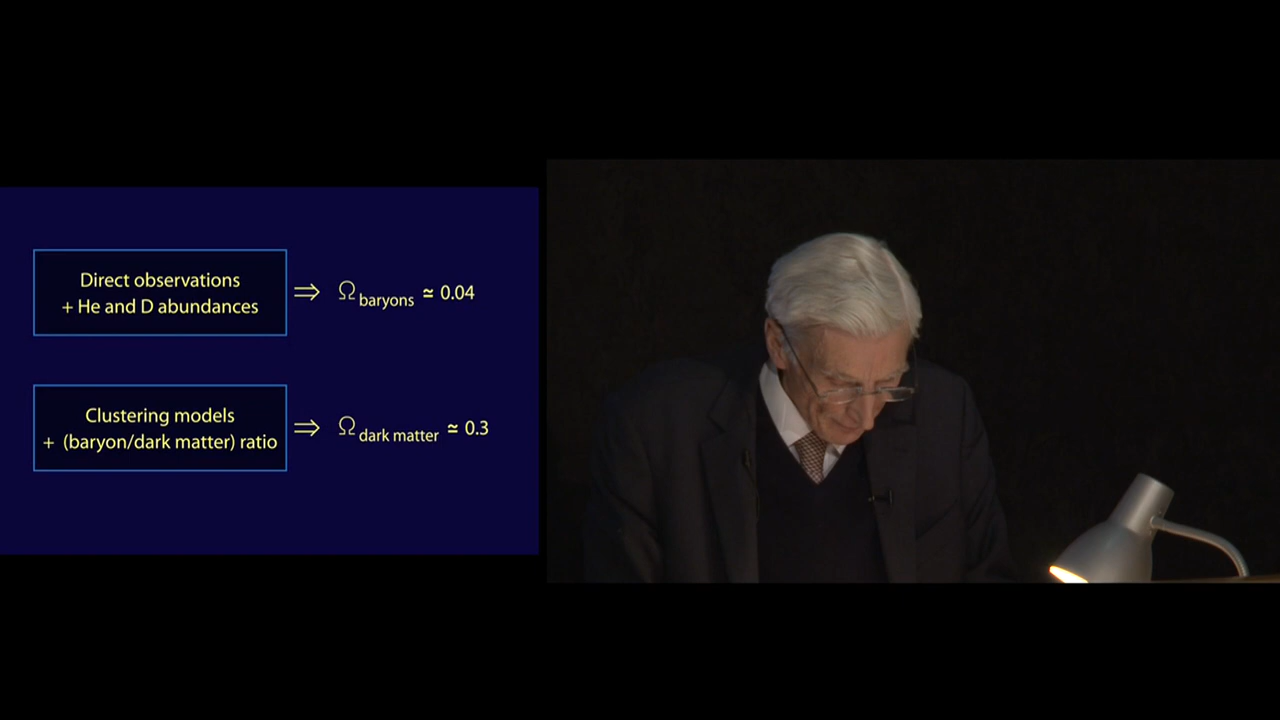 Direct observations
+ He and D abundances
⇒ Ω baryons ≃ 0.04
Clustering models
+ (baryon/dark matter) ratio
⇒ Ω dark matter ≃ 0.3